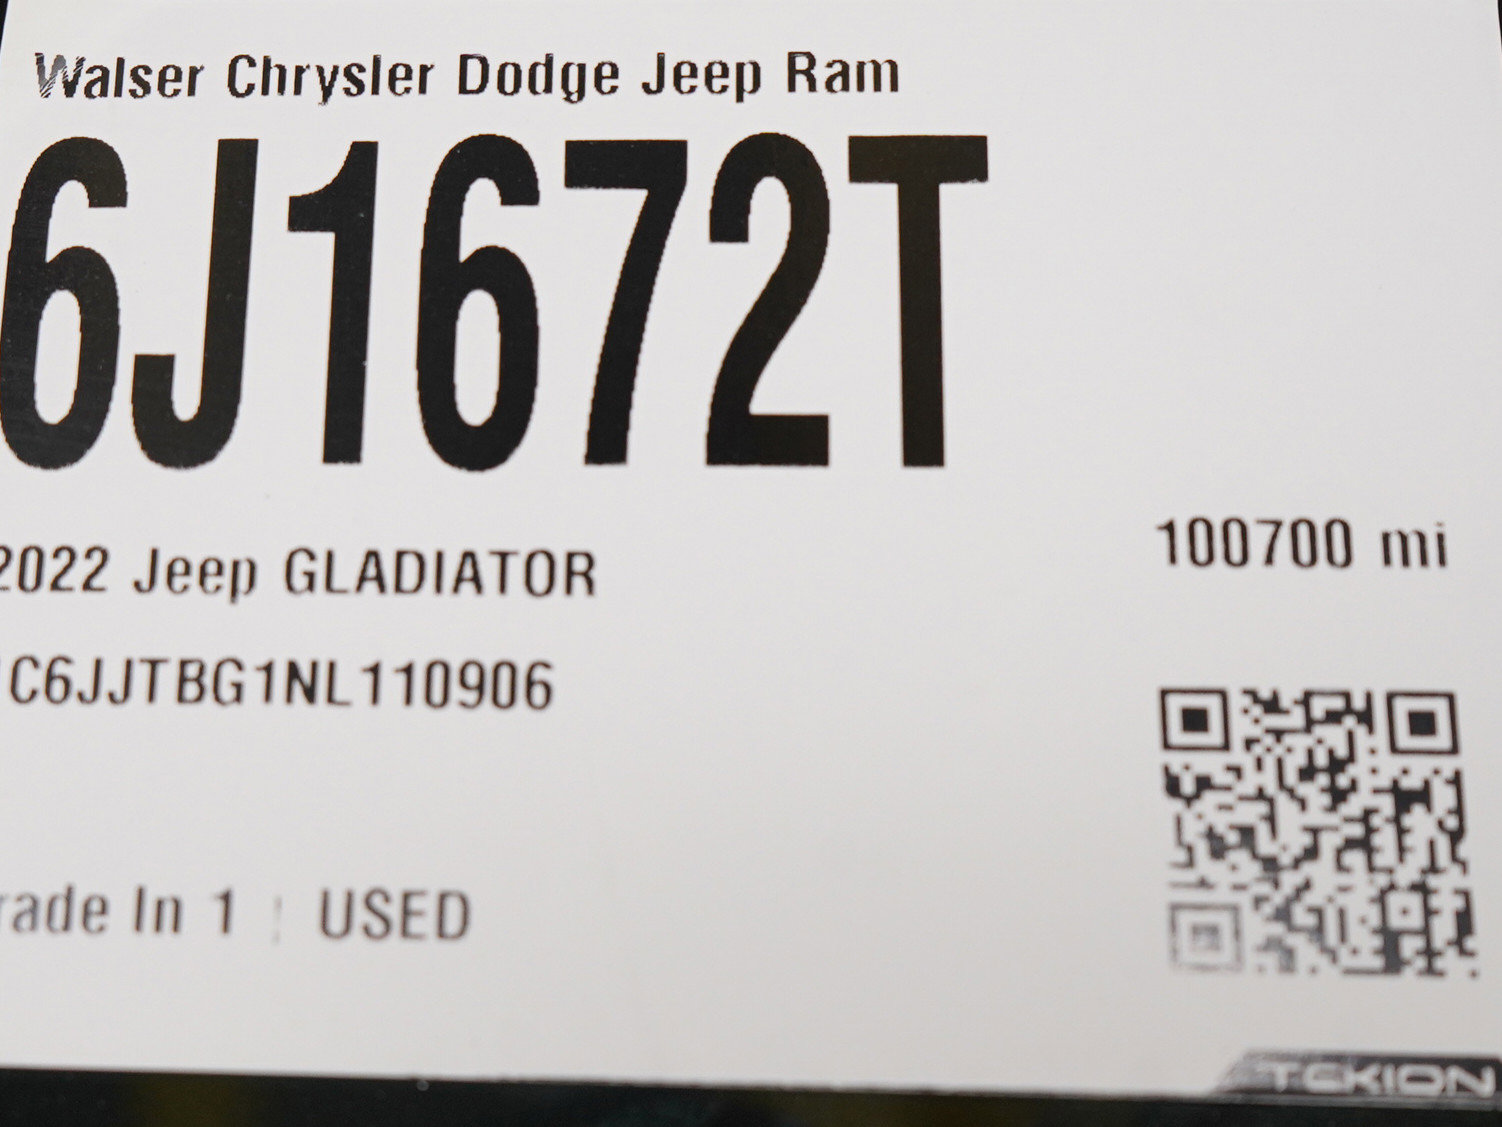 Walser Chrysler Dodge Jeep Ram
6J1672T
2022 Jeep GLADIATOR
100700 mi
C6JJTBG1NL110906
rade In 1 | USED
TEKION